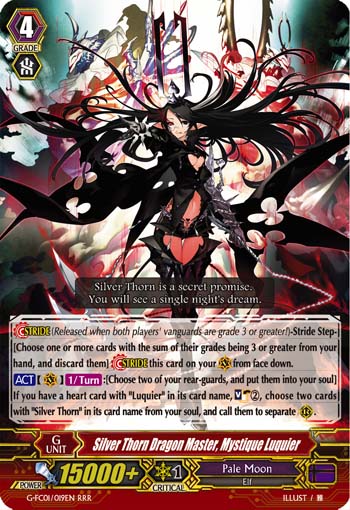 4
GRADE
Silver Thorn is a secret promise.
You will see a single night's dream.
STRIDE (Released when both players' vanguards are grade 3 or greater!)-Stride Step-
[Choose one or more cards with the sum of their grades being 3 or greater from your
hand, and discard them] STRIDE this card on your from face down.
ACT [ 1/Turn :[Choose two of your rear-guards, and put them into your soul]
If you have a heart card with "Luquier" in its card name, ②, choose two cards
with "Silver Thorn" in its card name from your soul, and call them to separate .
G
UNIT
Silver Thorn Dragon Master, Mystique Luquier
POWER
15000+
1
CRITICAL
Pale Moon
Elf
G-FC01/019EN RRR
ILLUST /